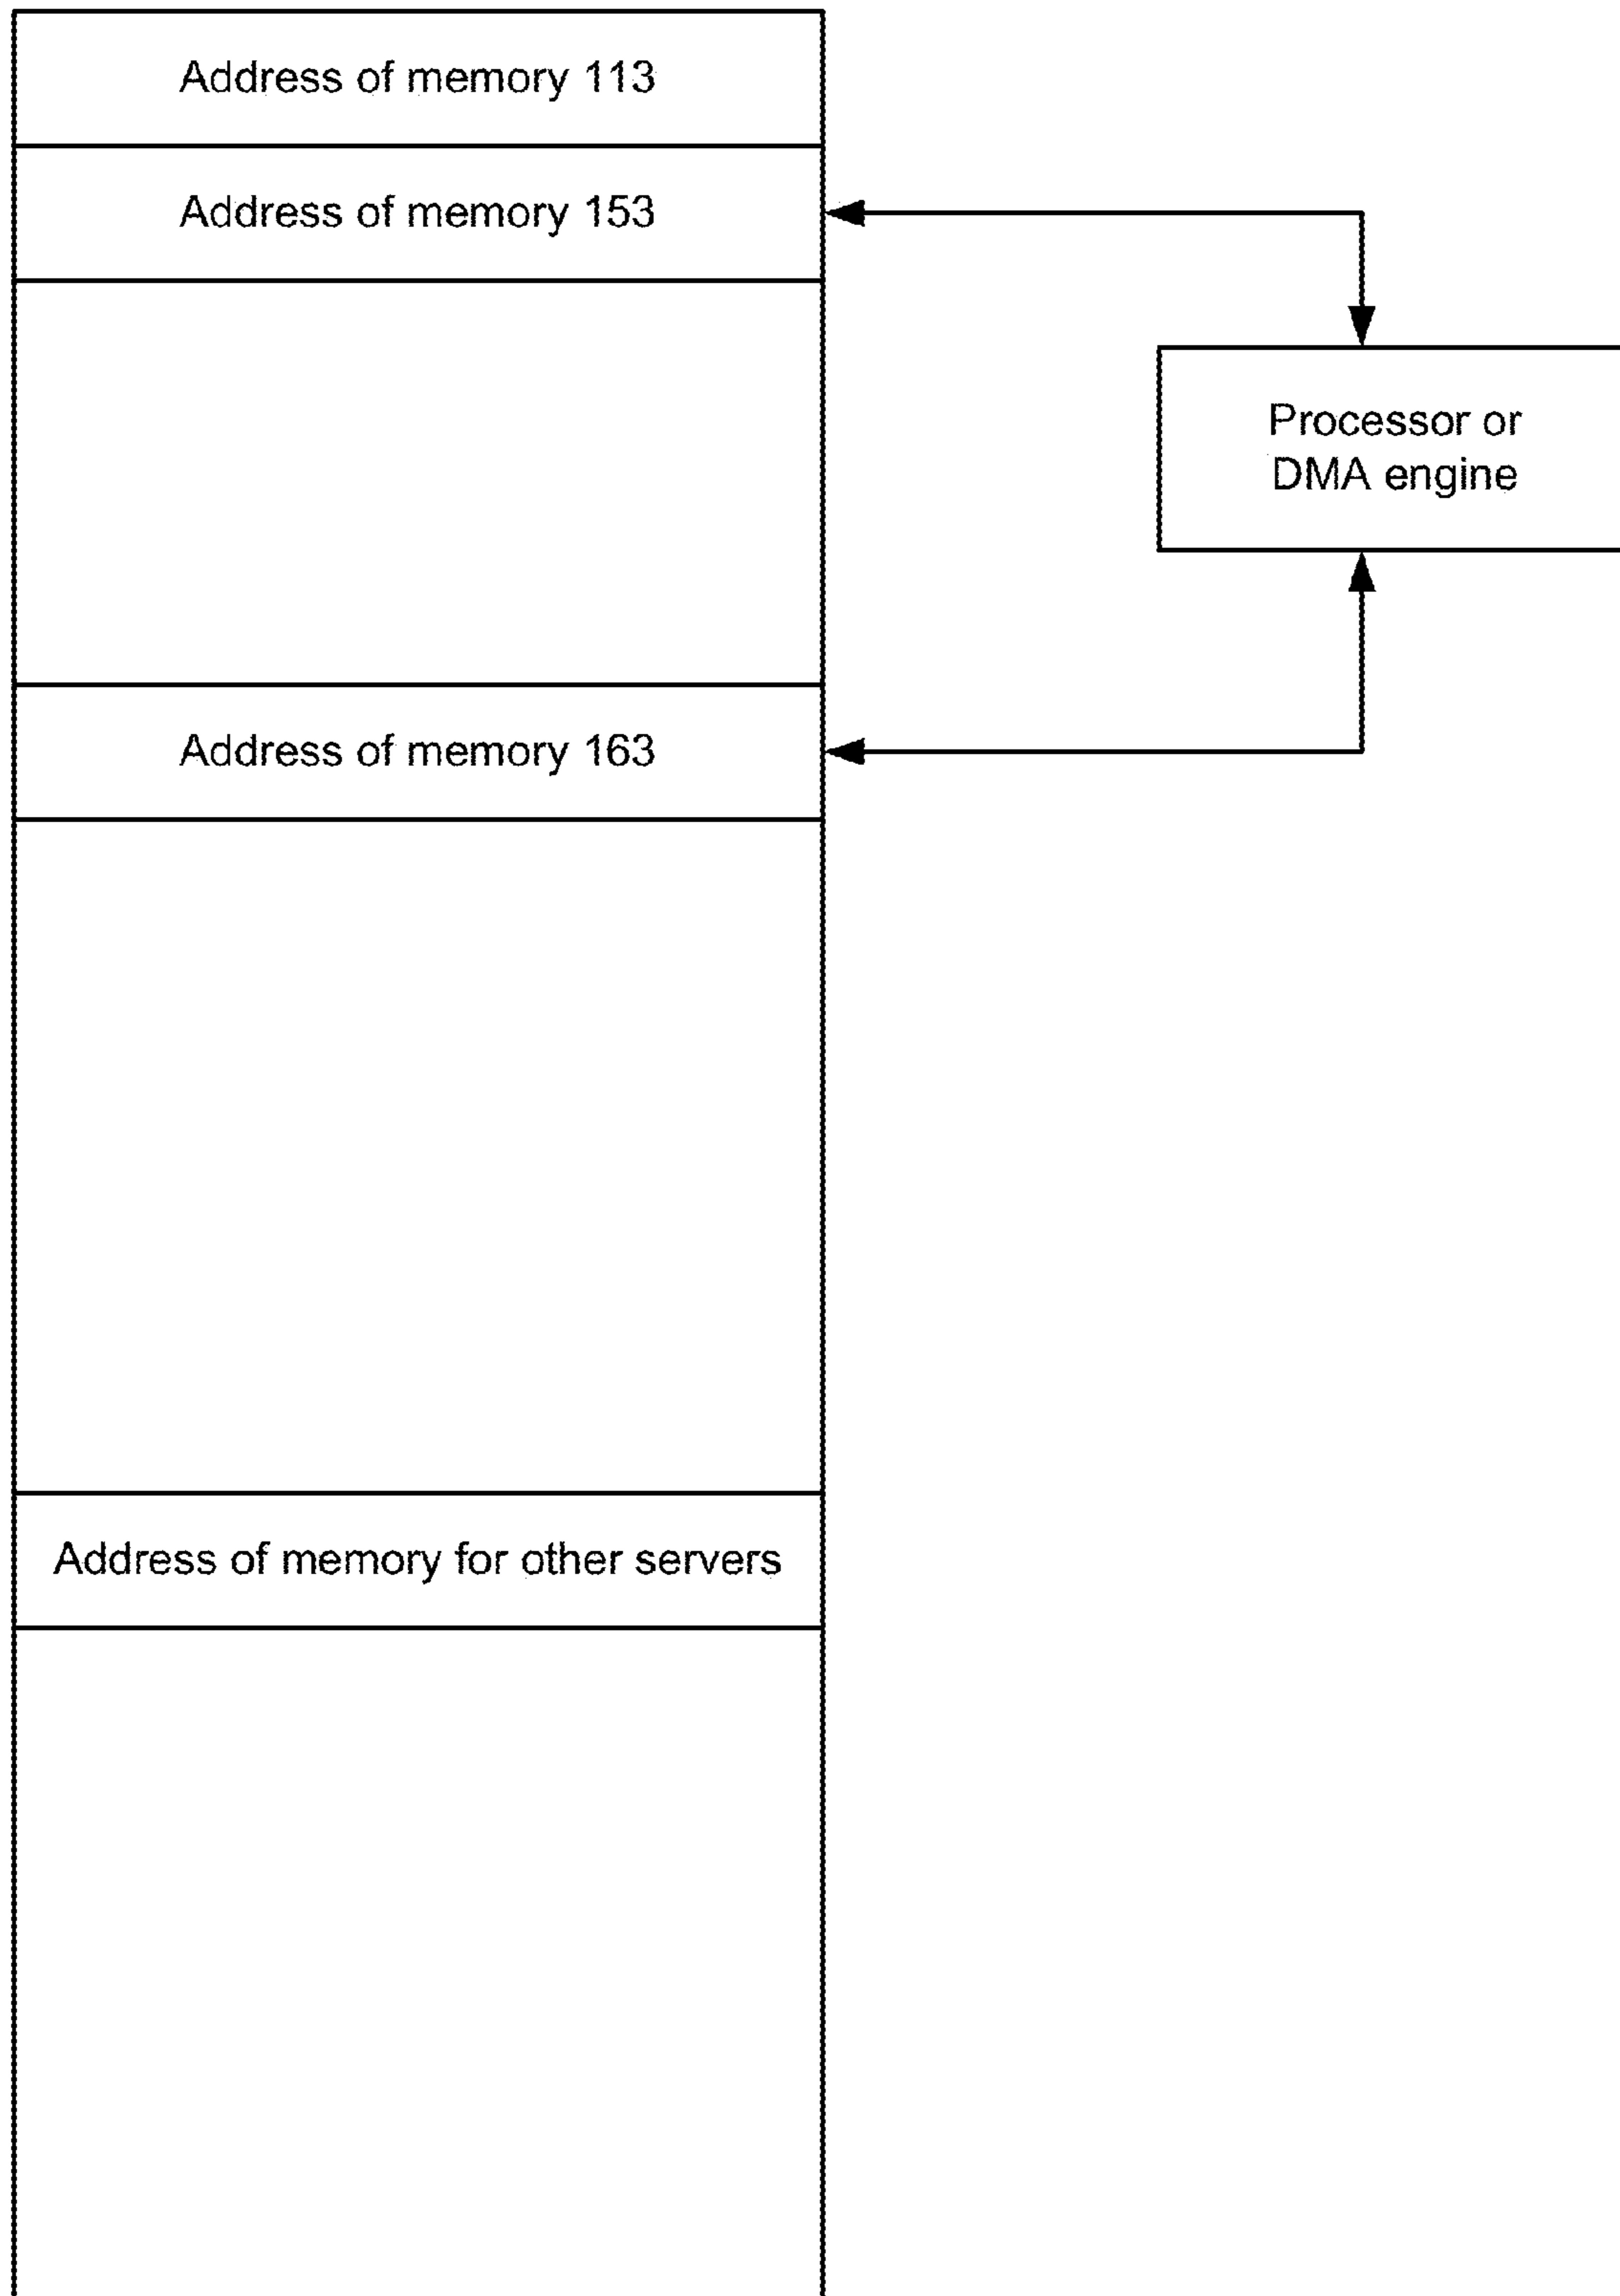 Address of memory 113
Address of memory 153
Processor or
DMA engine
Address of memory 163
Address of memory for other servers